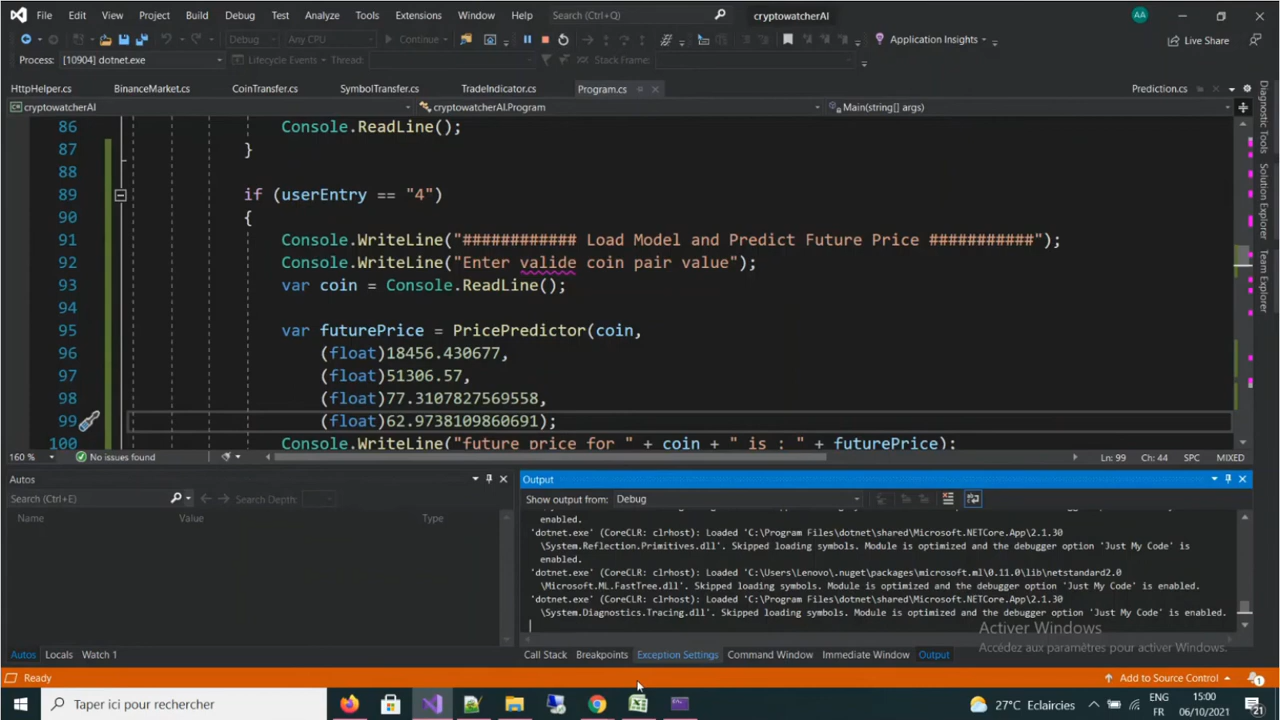 File Edit View Project Build Debug Test Analyze Tools Extensions Window Help Search (Ctrl+Q) cryptowatcherAI AA
Debug Any CPU Continue Application Insights Live Share
Process: [10904] dotnet.exe Lifecycle Events Thread: Stack Frame:
HttpHelper.cs BinanceMarket.cs CoinTransfer.cs SymbolTransfer.cs TradeIndicator.cs Program.cs Prediction.cs
cryptowatcherAI cryptowatcherAI.Program Main(string[] args)
86 Console.ReadLine();
87 }
88
89 if (userEntry == "4")
90 {
91 Console.WriteLine("############ Load Model and Predict Future Price ###########");
92 Console.WriteLine("Enter valide coin pair value");
93 var coin = Console.ReadLine();
94
95 var futurePrice = PricePredictor(coin,
96 (float)18456.430677,
97 (float)51306.57,
98 (float)77.3107827569558,
99 (float)62.9738109860691);
100 Console.WriteLine("future price for " + coin + " is : " + futurePrice);
160 % No issues found Ln: 99 Ch: 44 SPC MIXED
Diagnostic Tools
Solution Explorer
Team Explorer
Autos
Search (Ctrl+E) Search Depth:
Name Value Type
Autos Locals Watch 1
Output
Show output from: Debug
enabled.
'dotnet.exe' (CoreCLR: clrhost): Loaded 'C:\Program Files\dotnet\shared\Microsoft.NETCore.App\2.1.30
\System.Reflection.Primitives.dll'. Skipped loading symbols. Module is optimized and the debugger option 'Just My Code' is
enabled.
'dotnet.exe' (CoreCLR: clrhost): Loaded 'C:\Users\Lenovo\.nuget\packages\microsoft.ml\0.11.0\lib\netstandard2.0
\Microsoft.ML.FastTree.dll'. Skipped loading symbols. Module is optimized and the debugger option 'Just My Code' is enabled.
'dotnet.exe' (CoreCLR: clrhost): Loaded 'C:\Program Files\dotnet\shared\Microsoft.NETCore.App\2.1.30
\System.Diagnostics.Tracing.dll'. Skipped loading symbols. Module is optimized and the debugger option 'Just My Code' is enabled.
Activer Windows
Accédez aux paramètres pour activer Windows.
Call Stack Breakpoints Exception Settings Command Window Immediate Window Output
Ready Add to Source Control 1
Taper ici pour rechercher 27°C Eclaircies ENG FR 15:00 06/10/2021 21